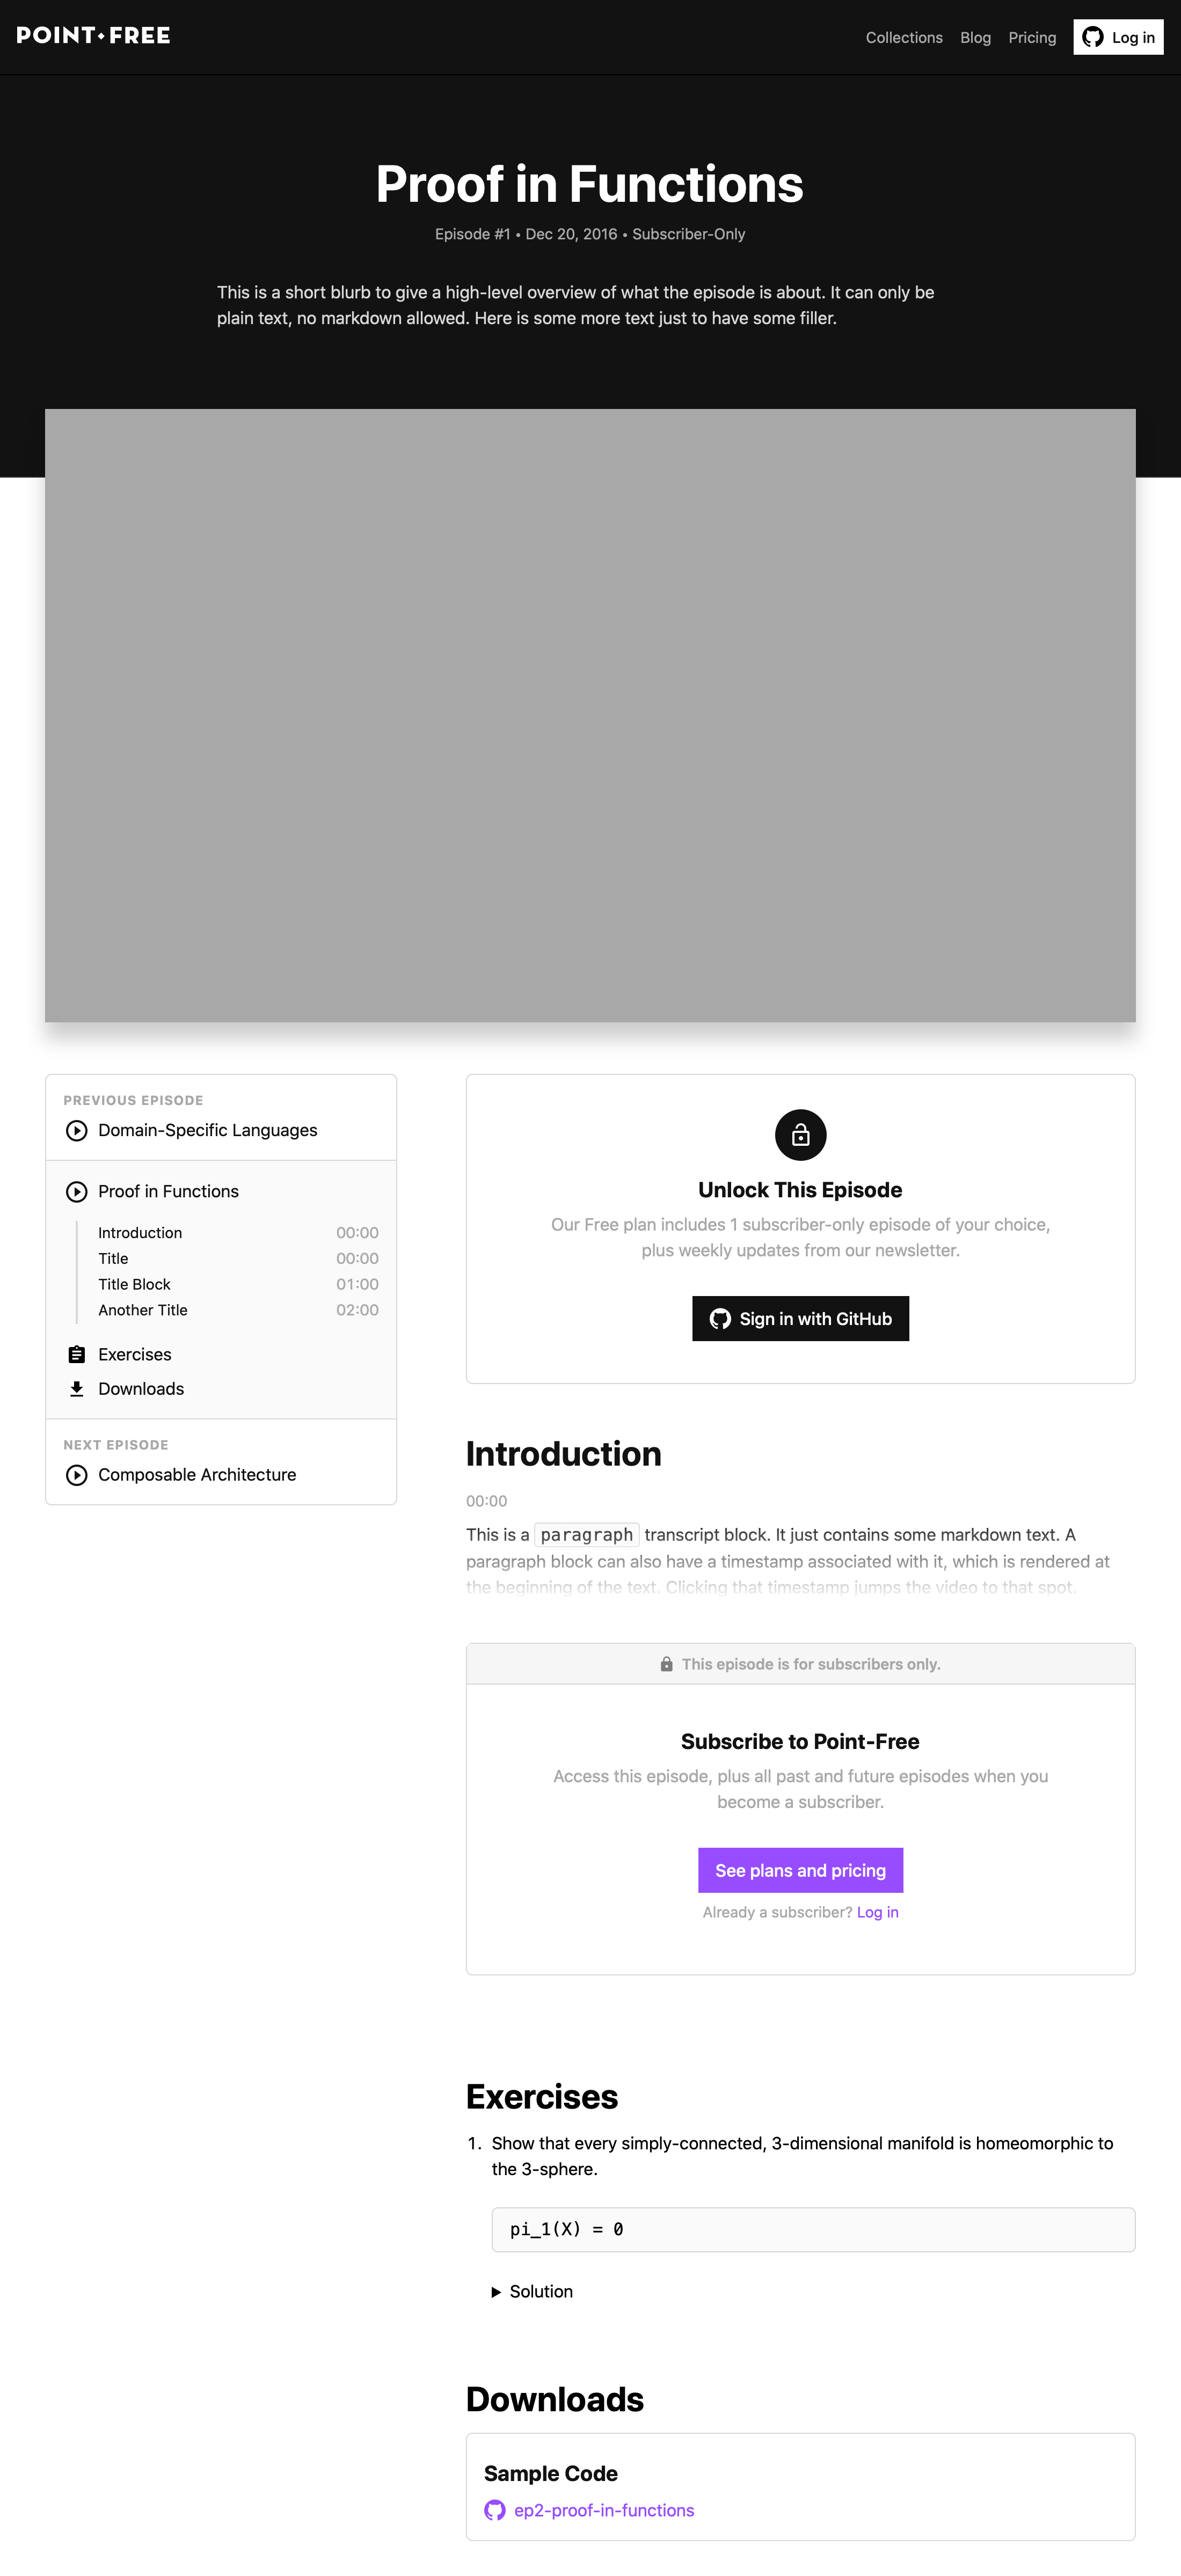 POINT•FREE
Collections Blog Pricing Log in
Proof in Functions
Episode #1 • Dec 20, 2016 • Subscriber-Only
This is a short blurb to give a high-level overview of what the episode is about. It can only be
plain text, no markdown allowed. Here is some more text just to have some filler.
PREVIOUS EPISODE
Domain-Specific Languages
Proof in Functions
Introduction 00:00
Title 00:00
Title Block 01:00
Another Title 02:00
Exercises
Downloads
NEXT EPISODE
Composable Architecture
Unlock This Episode
Our Free plan includes 1 subscriber-only episode of your choice,
plus weekly updates from our newsletter.
Sign in with GitHub
Introduction
00:00
This is a paragraph transcript block. It just contains some markdown text. A
paragraph block can also have a timestamp associated with it, which is rendered at
the beginning of the text. Clicking that timestamp jumps the video to that spot.
This episode is for subscribers only.
Subscribe to Point-Free
Access this episode, plus all past and future episodes when you
become a subscriber.
See plans and pricing
Already a subscriber? Log in
Exercises
1. Show that every simply-connected, 3-dimensional manifold is homeomorphic to
the 3-sphere.
pi_1(X) = 0
Solution
Downloads
Sample Code
ep2-proof-in-functions